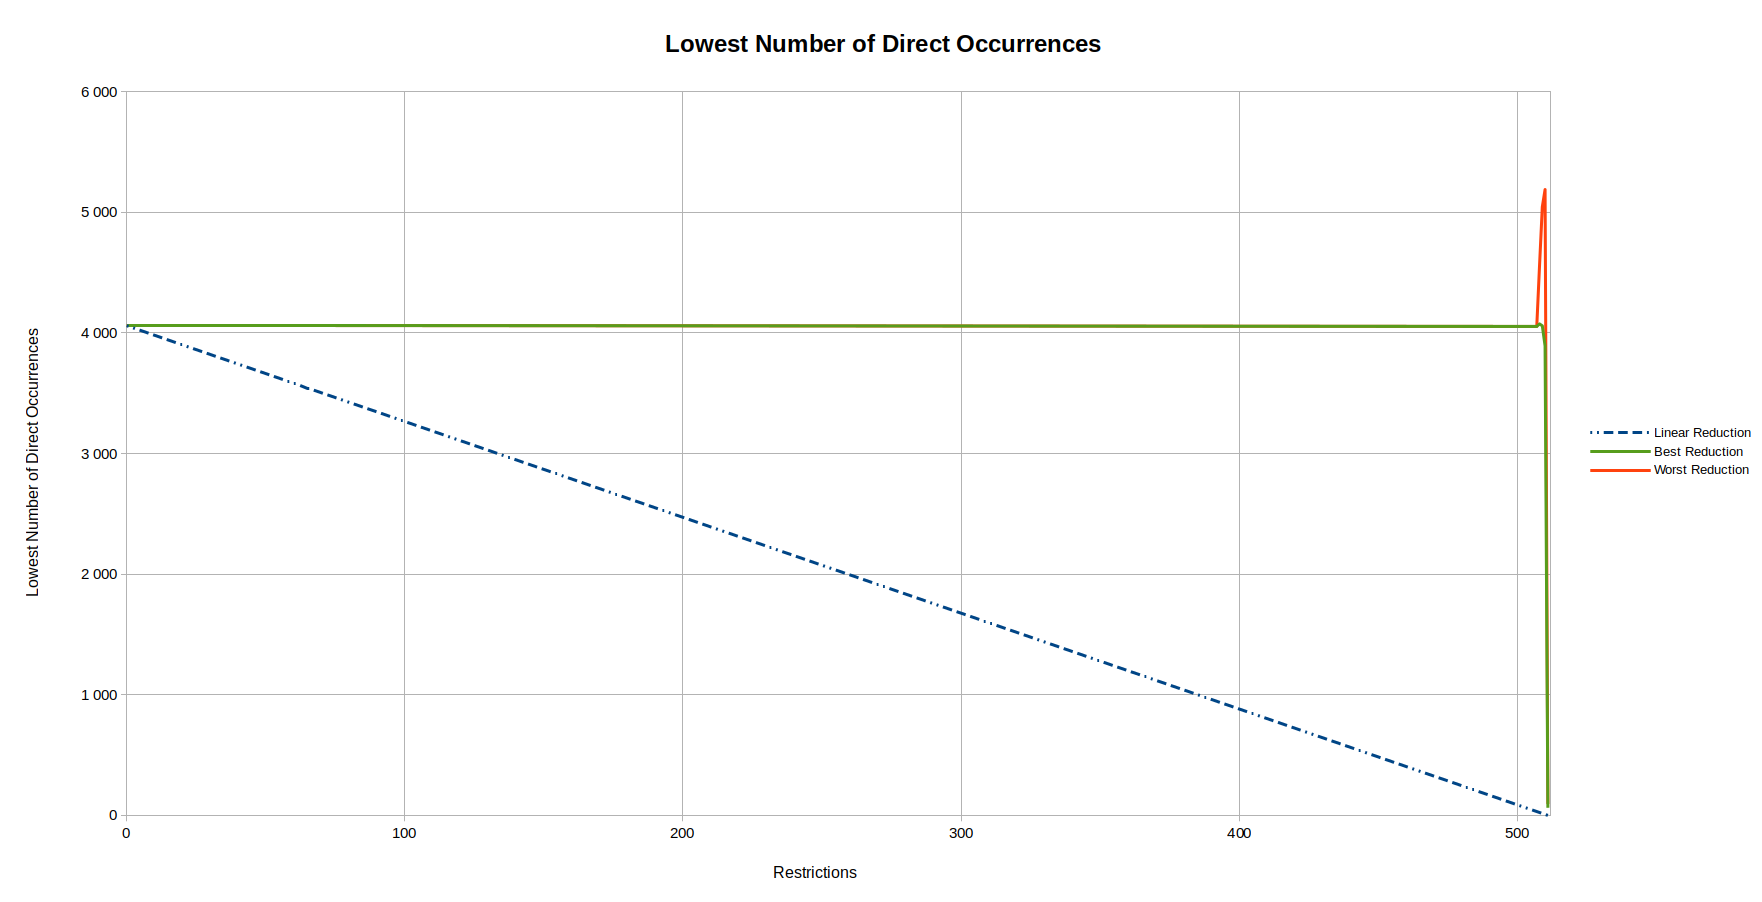 Lowest Number of Direct Occurrences
6 000
5 000
4 000
3 000
2 000
1 000
0
0 100 200 300 400 500
Lowest Number of Direct Occurrences
Restrictions
Linear Reduction
Best Reduction
Worst Reduction